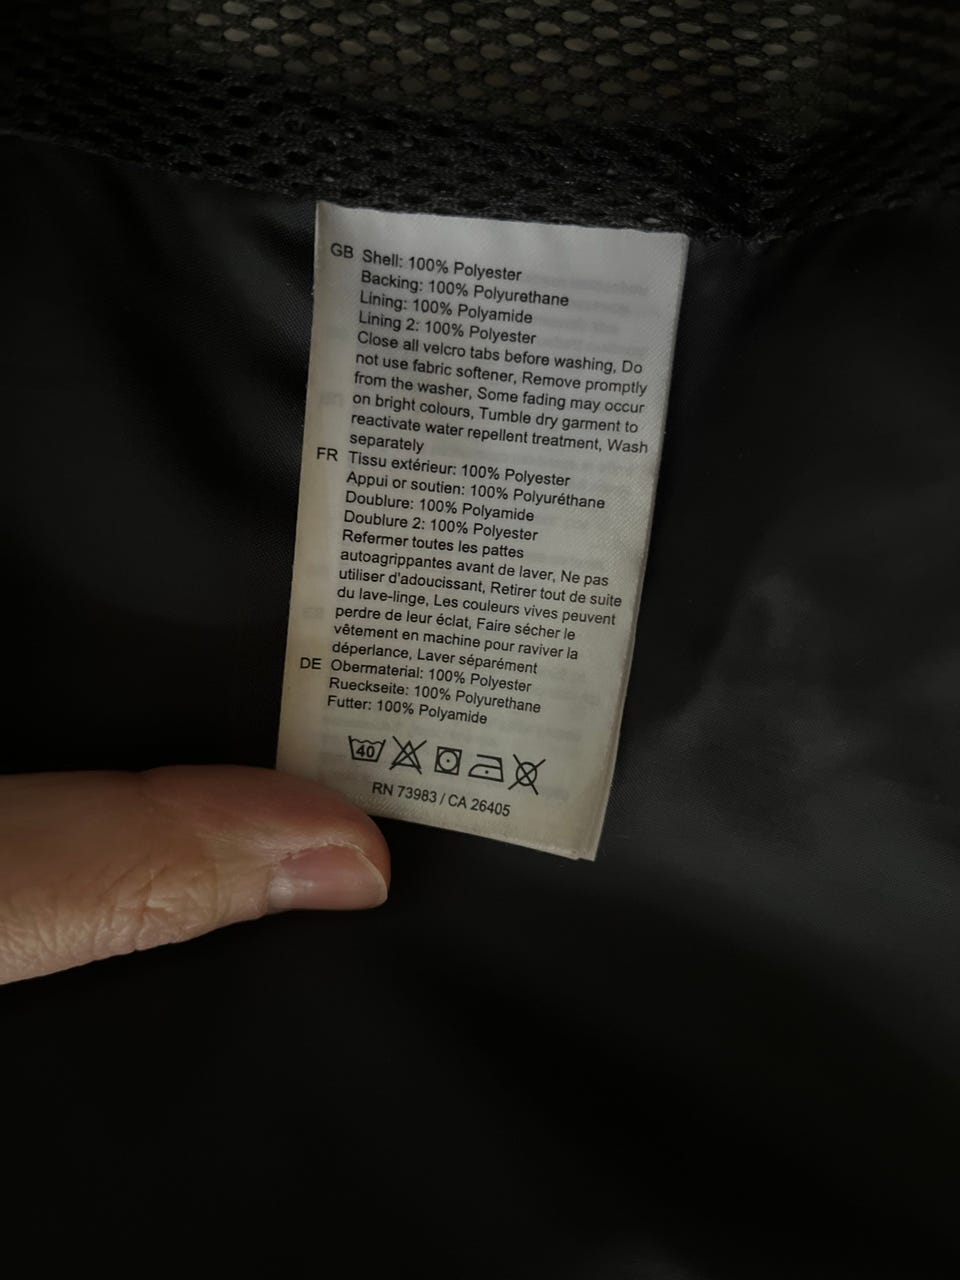 GB Shell: 100% Polyester
Backing: 100% Polyurethane
Lining: 100% Polyamide
Lining 2: 100% Polyester
Close all velcro tabs before washing, Do
not use fabric softener, Remove promptly
from the washer, Some fading may occur
on bright colours, Tumble dry garment to
reactivate water repellent treatment, Wash
separately
FR Tissu extérieur: 100% Polyester
Appui or soutien: 100% Polyuréthane
Doublure: 100% Polyamide
Doublure 2: 100% Polyester
Refermer toutes les pattes
autoagrippantes avant de laver, Ne pas
utiliser d'adoucissant, Retirer tout de suite
du lave-linge, Les couleurs vives peuvent
perdre de leur éclat, Faire sécher le
vêtement en machine pour raviver la
déperlance, Laver séparément
DE Obermaterial: 100% Polyester
Rueckseite: 100% Polyurethane
Futter: 100% Polyamide
40
RN 73983 / CA 26405